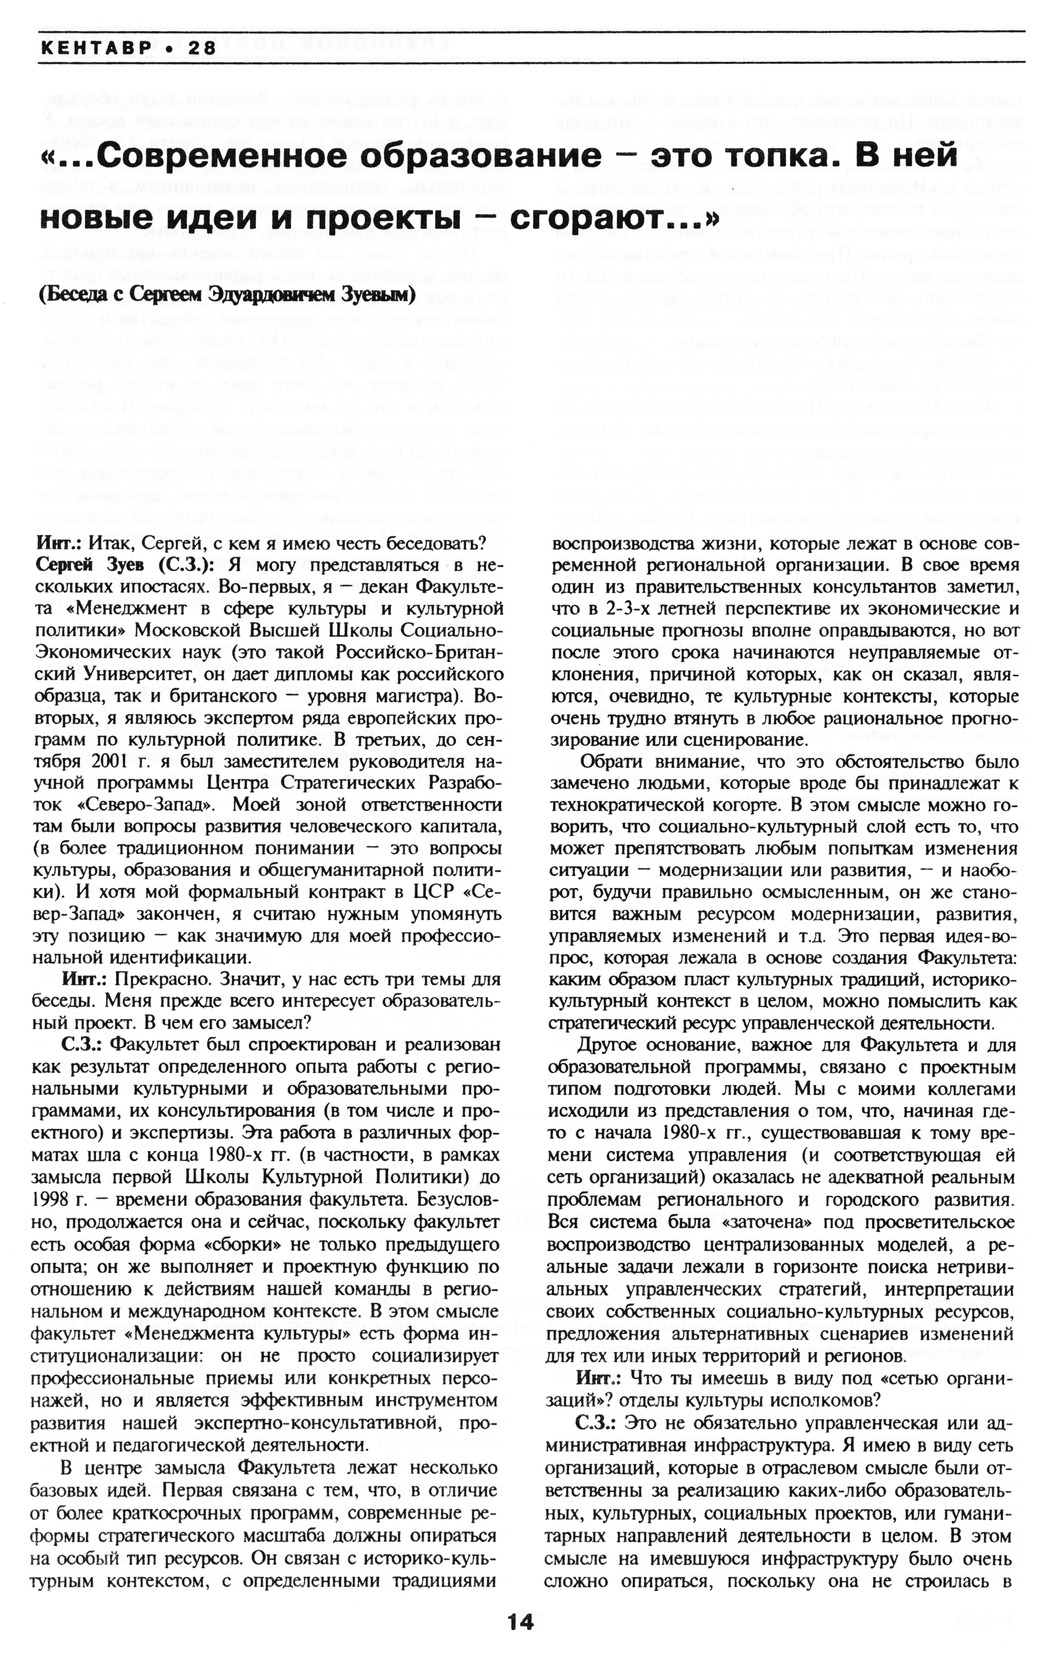 КЕНТАВР • 28
«...Современное образование – это топка. В ней
новые идеи и проекты – сгорают...»
(Беседа с Сергеем Эдуардовичем Зуевым)
Инт.: Итак, Сергей, с кем я имею честь беседовать?
Сергей Зуев (С.З.): Я могу представляться в не-
скольких ипостасях. Во-первых, я — декан Факульте-
та «Менеджмент в сфере культуры и культурной
политики» Московской Высшей Школы Социально-
Экономических наук (это такой Российско-Британ-
ский Университет, он дает дипломы как российского
образца, так и британского — уровня магистра). Во-
вторых, я являюсь экспертом ряда европейских про-
грамм по культурной политике. В третьих, до сен-
тября 2001 г. я был заместителем руководителя на-
учной программы Центра Стратегических Разрабо-
ток «Северо-Запад». Моей зоной ответственности
там были вопросы развития человеческого капитала,
(в более традиционном понимании — это вопросы
культуры, образования и общегуманитарной полити-
ки). И хотя мой формальный контракт в ЦСР «Се-
вер-Запад» закончен, я считаю нужным упомянуть
эту позицию — как значимую для моей профессио-
нальной идентификации.
Инт.: Прекрасно. Значит, у нас есть три темы для
беседы. Меня прежде всего интересует образователь-
ный проект. В чем его замысел?
С.З.: Факультет был спроектирован и реализован
как результат определенного опыта работы с регио-
нальными культурными и образовательными про-
граммами, их консультирования (в том числе и про-
ектного) и экспертизы. Эта работа в различных фор-
матах шла с конца 1980-х гг. (в частности, в рамках
замысла первой Школы Культурной Политики) до
1998 г. — времени образования факультета. Безуслов-
но, продолжается она и сейчас, поскольку факультет
есть особая форма «сборки» не только предыдущего
опыта; он же выполняет и проектную функцию по
отношению к действиям нашей команды в регио-
нальном и международном контексте. В этом смысле
факультет «Менеджмента культуры» есть форма ин-
ституционализации: он не просто социализирует
профессиональные приемы или конкретных персо-
нажей, но и является эффективным инструментом
развития нашей экспертно-консультативной, про-
ектной и педагогической деятельности.
В центре замысла Факультета лежат несколько
базовых идей. Первая связана с тем, что, в отличие
от более краткосрочных программ, современные ре-
формы стратегического масштаба должны опираться
на особый тип ресурсов. Он связан с историко-куль-
турным контекстом, с определенными традициями
воспроизводства жизни, которые лежат в основе сов-
ременной региональной организации. В свое время
один из правительственных консультантов заметил,
что в 2-3-х летней перспективе их экономические и
социальные прогнозы вполне оправдываются, но вот
после этого срока начинаются неуправляемые от-
клонения, причиной которых, как он сказал, явля-
ются, очевидно, те культурные контексты, которые
очень трудно втянуть в любое рациональное прогно-
зирование или сценирование.
Обрати внимание, что это обстоятельство было
замечено людьми, которые вроде бы принадлежат к
технократической когорте. В этом смысле можно го-
ворить, что социально-культурный слой есть то, что
может препятствовать любым попыткам изменения
ситуации — модернизации или развития, — и наобо-
рот, будучи правильно осмысленным, он же стано-
вится важным ресурсом модернизации, развития,
управляемых изменений и т.д. Это первая идея-во-
прос, которая лежала в основе создания Факультета:
каким образом пласт культурных традиций, историко-
культурный контекст в целом, можно помыслить как
стратегический ресурс управленческой деятельности.
Другое основание, важное для Факультета и для
образовательной программы, связано с проектным
типом подготовки людей. Мы с моими коллегами
исходили из представления о том, что, начиная где-
то с начала 1980-х гг., существовавшая к тому вре-
мени система управления (и соответствующая ей
сеть организаций) оказалась не адекватной реальным
проблемам регионального и городского развития.
Вся система была «заточена» под просветительское
воспроизводство централизованных моделей, а ре-
альные задачи лежали в горизонте поиска нетриви-
альных управленческих стратегий, интерпретации
своих собственных социально-культурных ресурсов,
предложения альтернативных сценариев изменений
для тех или иных территорий и регионов.
Инт.: Что ты имеешь в виду под «сетью органи-
заций»? отделы культуры исполкомов?
С.З.: Это не обязательно управленческая или ад-
министративная инфраструктура. Я имею в виду сеть
организаций, которые в отраслевом смысле были от-
ветственны за реализацию каких-либо образователь-
ных, культурных, социальных проектов, или гумани-
тарных направлений деятельности в целом. В этом
смысле на имевшуюся инфраструктуру было очень
сложно опираться, поскольку она не строилась в
14